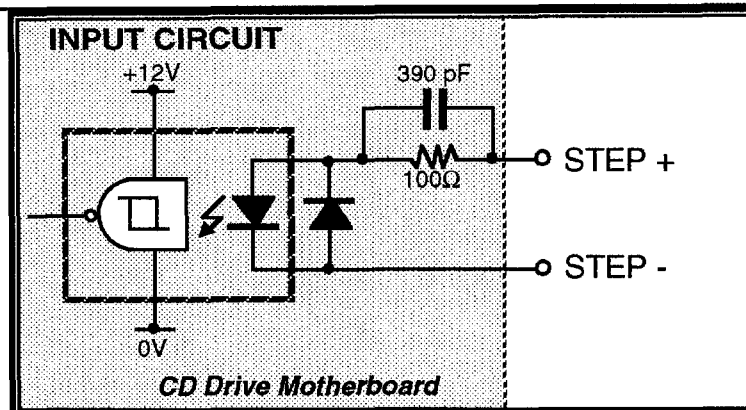 INPUT CIRCUIT
+12V
390 pF
100Ω
STEP +
STEP -
0V
CD Drive Motherboard